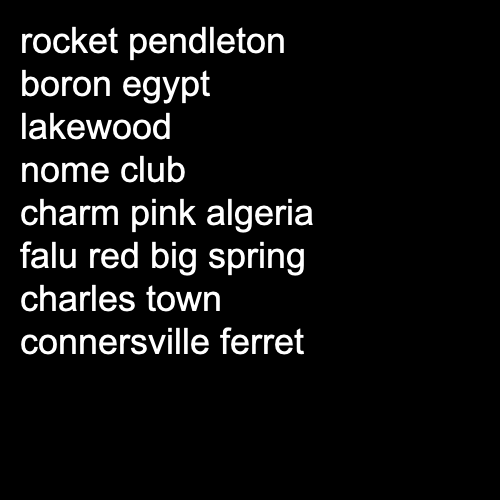 rocket pendleton
boron egypt
lakewood
nome club
charm pink algeria
falu red big spring
charles town
connersville ferret